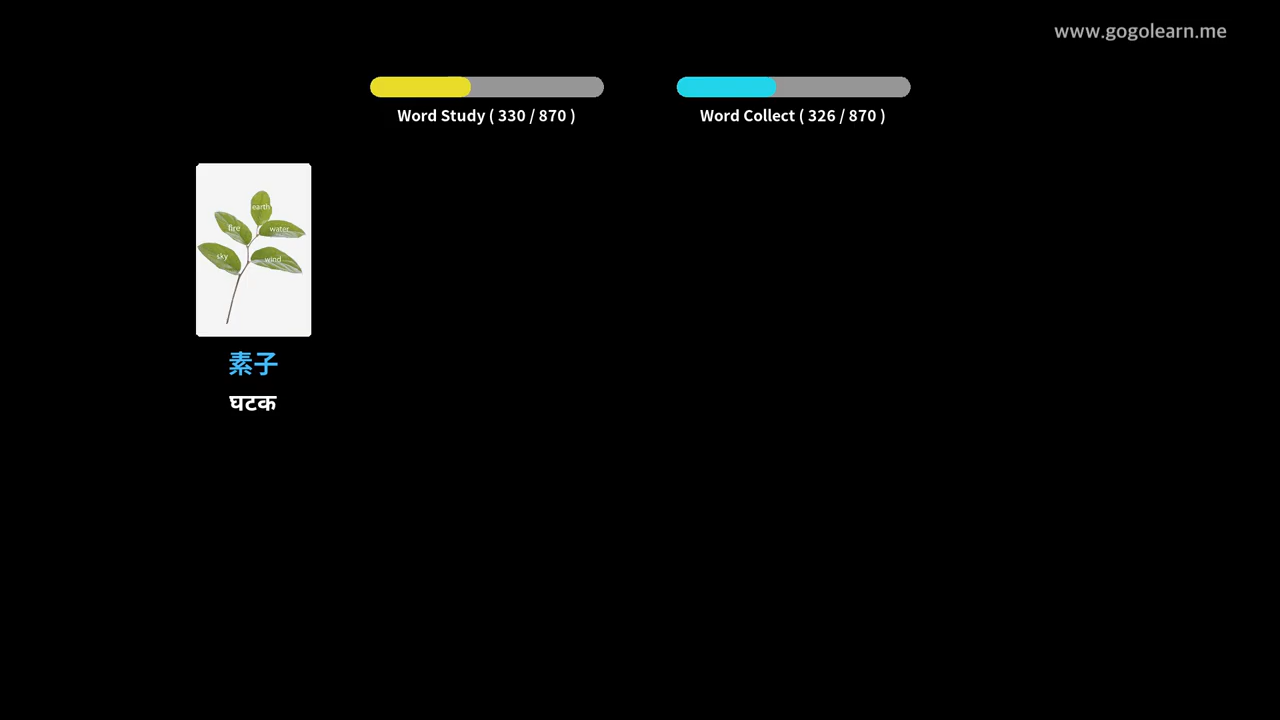 www.gogolearn.me
Word Study ( 330 / 870 )
Word Collect ( 326 / 870 )
earth
fire
water
sky
wind
素子
घटक